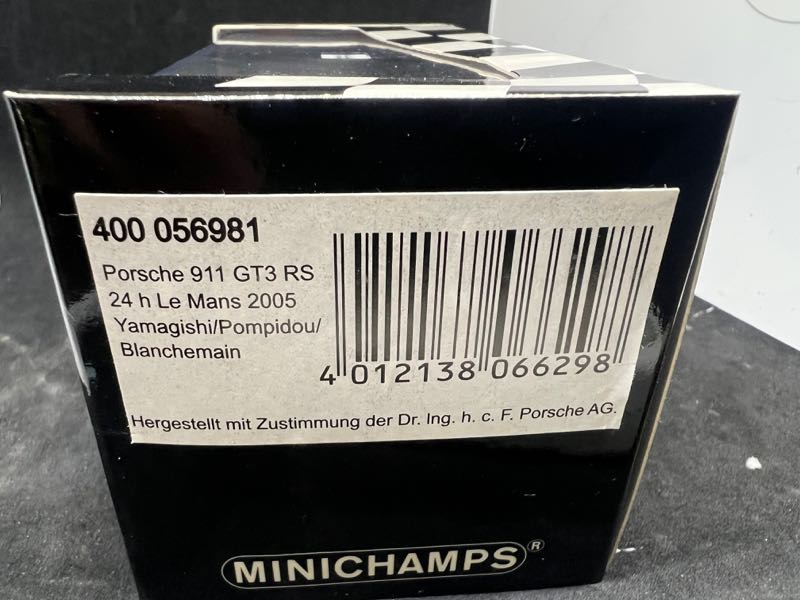 400 056981
Porsche 911 GT3 RS
24 h Le Mans 2005
Yamagishi/Pompidou/
Blanchemain
4 012138 066298
Hergestellt mit Zustimmung der Dr. Ing. h. c. F. Porsche AG.
MINICHAMPS®